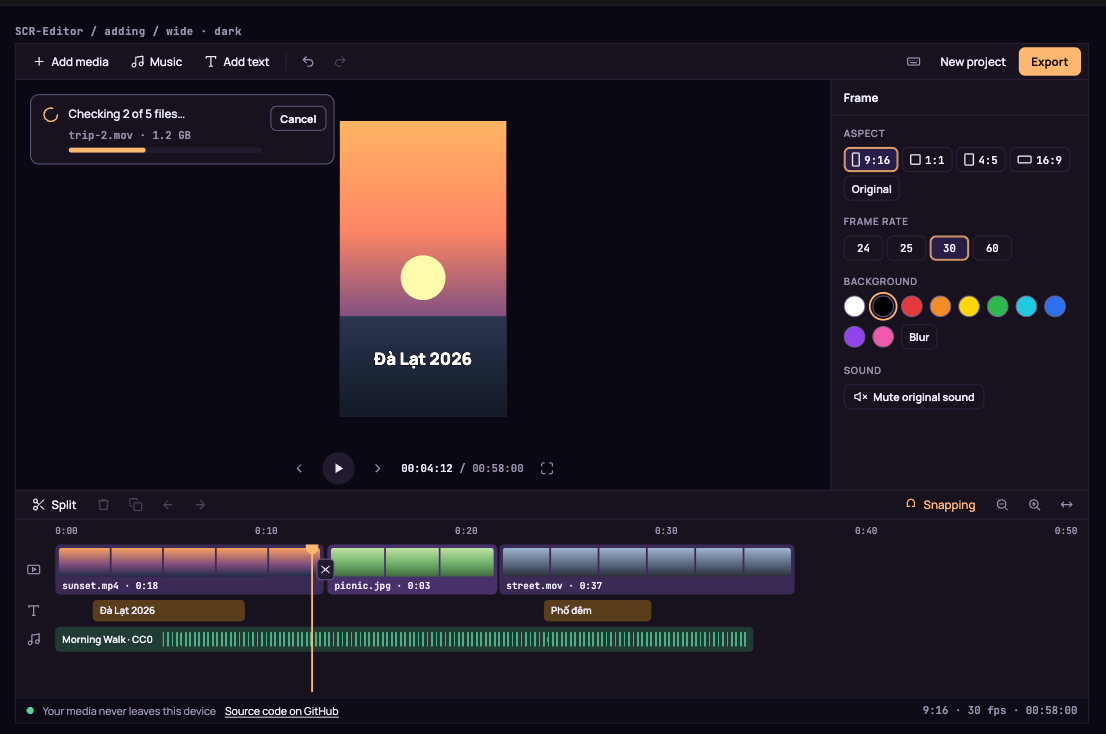 SCR-Editor / adding / wide · dark
Add media Music Add text New project Export
Checking 2 of 5 files…
trip-2.mov · 1.2 GB
Cancel
Đà Lạt 2026
00:04:12 / 00:58:00
Frame
ASPECT
9:16 1:1 4:5 16:9
Original
FRAME RATE
24 25 30 60
BACKGROUND
Blur
SOUND
Mute original sound
Split Snapping
0:00 0:10 0:20 0:30 0:40 0:50
sunset.mp4 · 0:18 picnic.jpg · 0:03 street.mov · 0:37
Đà Lạt 2026 Phố đêm
Morning Walk · CC0
Your media never leaves this device Source code on GitHub 9:16 · 30 fps · 00:58:00